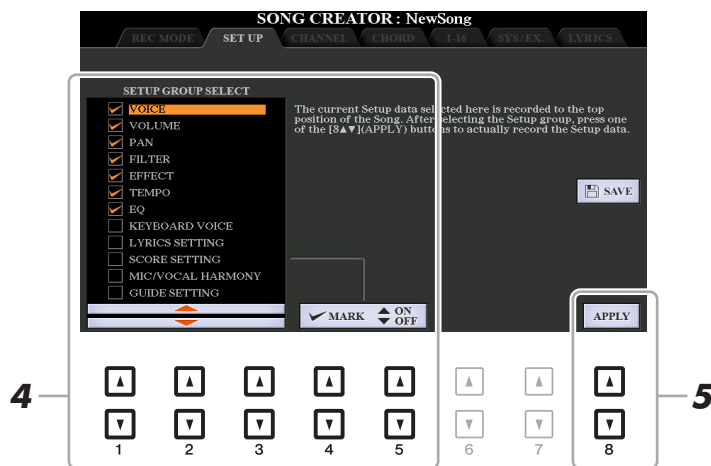 SONG CREATOR : NewSong
REC MODE SET UP CHANNEL CHORD 1-16 SYS/EX. LYRICS
SETUP GROUP SELECT
VOICE
VOLUME
PAN
FILTER
EFFECT
TEMPO
EQ
KEYBOARD VOICE
LYRICS SETTING
SCORE SETTING
MIC/VOCAL HARMONY
GUIDE SETTING
The current Setup data selected here is recorded to the top
position of the Song. After selecting the Setup group, press one
of the [8▲▼](APPLY) buttons to actually record the Setup data.
SAVE
MARK ▲ ON
▼ OFF
APPLY
4
5
1 2 3 4 5 6 7 8